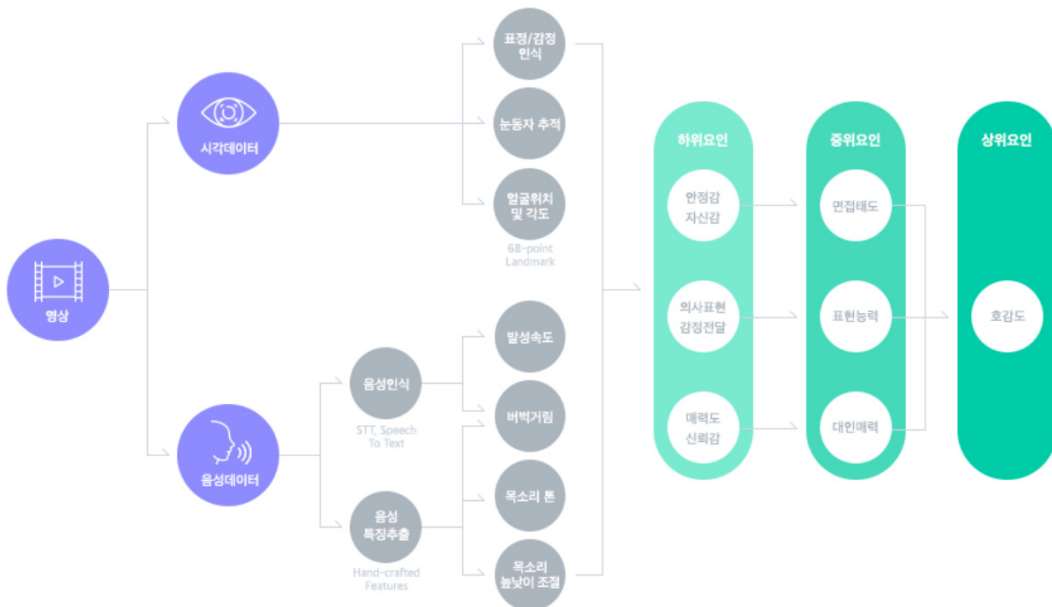 표정/감정
인식
눈동자 추적
시각데이터
얼굴위치
및 각도
68-point
Landmark
영상
발성속도
음성인식
STT, Speech
To Text
버벅거림
음성데이터
목소리 톤
음성
특징추출
Hand-crafted
Features
목소리
높낮이 조절
하위요인
안정감
자신감
의사표현
감정전달
매력도
신뢰감
중위요인
면접태도
표현능력
대인매력
상위요인
호감도